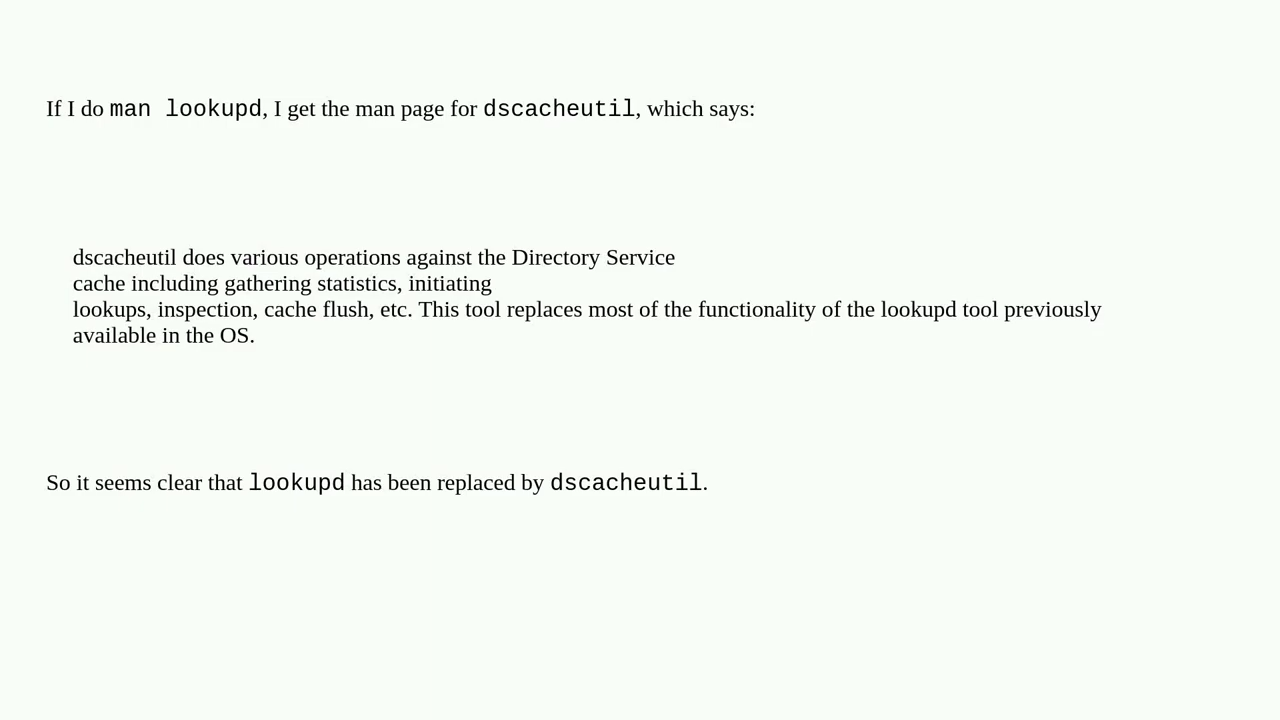 If I do man lookupd, I get the man page for dscacheutil, which says:
dscacheutil does various operations against the Directory Service
cache including gathering statistics, initiating
lookups, inspection, cache flush, etc. This tool replaces most of the functionality of the lookupd tool previously
available in the OS.
So it seems clear that lookupd has been replaced by dscacheutil.